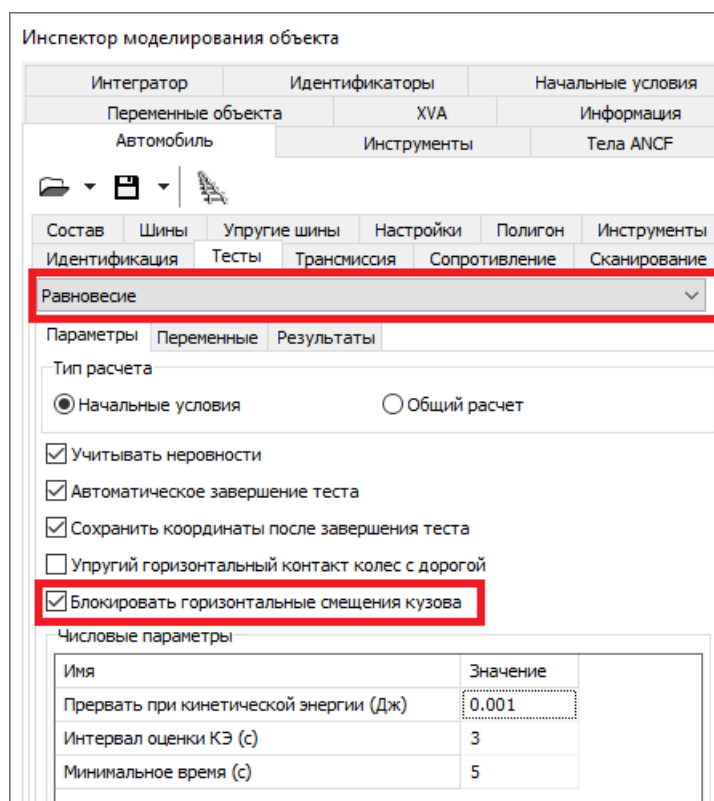 Инспектор моделирования объекта
Интегратор Идентификаторы Начальные условия
Переменные объекта XVA Информация
Автомобиль Инструменты Тела ANCF
Состав Шины Упругие шины Настройки Полигон Инструменты
Идентификация Тесты Трансмиссия Сопротивление Сканирование
Равновесие
Параметры Переменные Результаты
Тип расчета
Начальные условия Общий расчет
Учитывать неровности
Автоматическое завершение теста
Сохранить координаты после завершения теста
Упругий горизонтальный контакт колес с дорогой
Блокировать горизонтальные смещения кузова
Числовые параметры
Имя Значение
Прервать при кинетической энергии (Дж) 0.001
Интервал оценки КЭ (с) 3
Минимальное время (с) 5